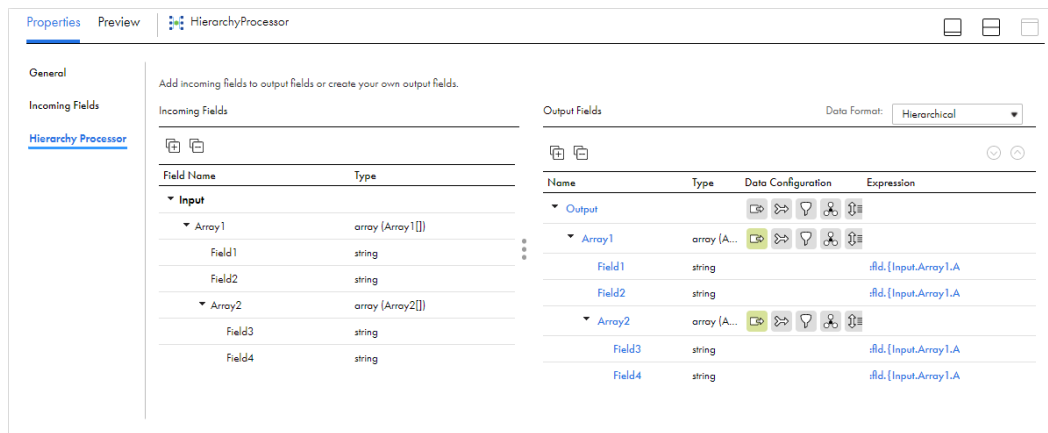 Properties Preview HierarchyProcessor
General
Incoming Fields
Hierarchy Processor
Add incoming fields to output fields or create your own output fields.
Incoming Fields
Field Name Type
Input
Array1 array (Array1[])
Field1 string
Field2 string
Array2 array (Array2[])
Field3 string
Field4 string
Output Fields Data Format: Hierarchical
Name Type Data Configuration Expression
Output
Array1 array (A...
Field1 string :fld.{Input.Array1.A
Field2 string :fld.{Input.Array1.A
Array2 array (A...
Field3 string :fld.{Input.Array1.A
Field4 string :fld.{Input.Array1.A